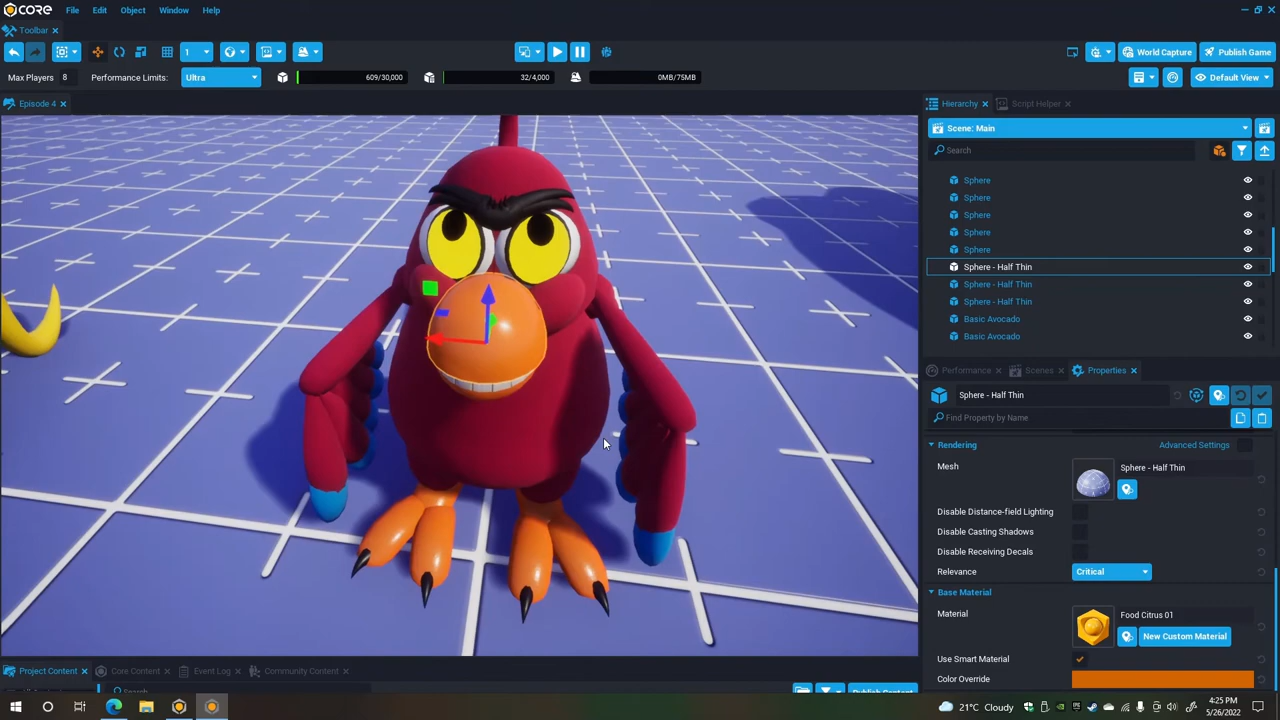 CORE File Edit Object Window Help
Toolbar
1 World Capture Publish Game
Max Players 8 Performance Limits: Ultra 609/30,000 32/4,000 0MB/75MB Default View
Episode 4 Hierarchy Script Helper
Scene: Main
Search
Sphere
Sphere
Sphere
Sphere
Sphere
Sphere - Half Thin
Sphere - Half Thin
Sphere - Half Thin
Basic Avocado
Basic Avocado
Performance Scenes Properties
Sphere - Half Thin
Find Property by Name
Rendering Advanced Settings
Mesh Sphere - Half Thin
Disable Distance-field Lighting
Disable Casting Shadows
Disable Receiving Decals
Relevance Critical
Base Material
Material Food Citrus 01
New Custom Material
Use Smart Material
Color Override
Project Content Core Content Event Log Community Content
Search Publish Content
21°C Cloudy 4:25 PM
5/26/2022